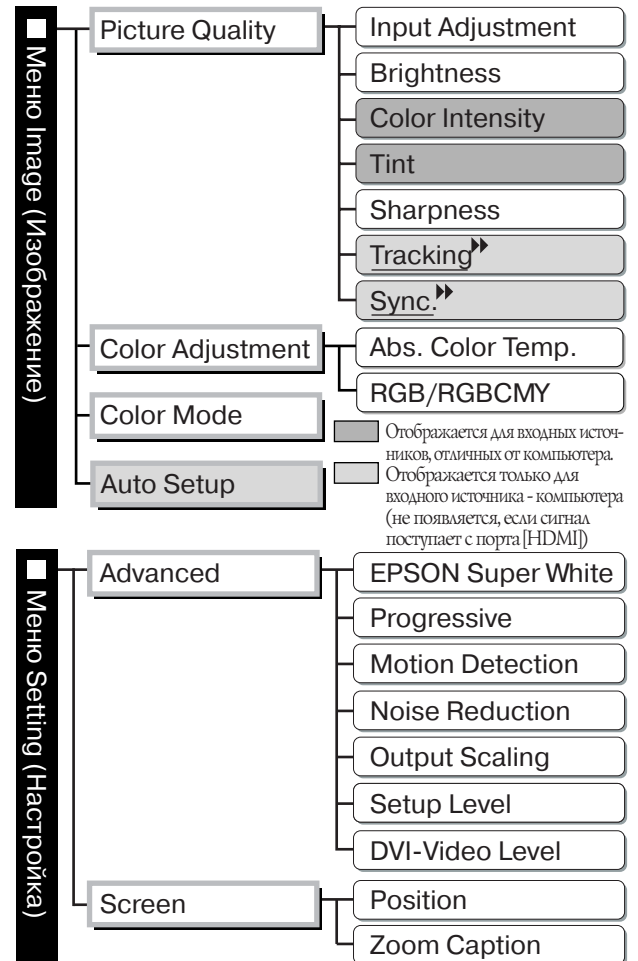 ■ Меню Image (Изображение)
Picture Quality
Input Adjustment
Brightness
Color Intensity
Tint
Sharpness
Tracking
Sync.
Color Adjustment
Abs. Color Temp.
RGB/RGBCMY
Color Mode
Auto Setup
Отображается для входных источ-
ников, отличных от компьютера.
Отображается только для
входного источника - компьютера
(не появляется, если сигнал
поступает с порта [HDMI])
■ Меню Setting (Настройка)
Advanced
EPSON Super White
Progressive
Motion Detection
Noise Reduction
Output Scaling
Setup Level
DVI-Video Level
Screen
Position
Zoom Caption